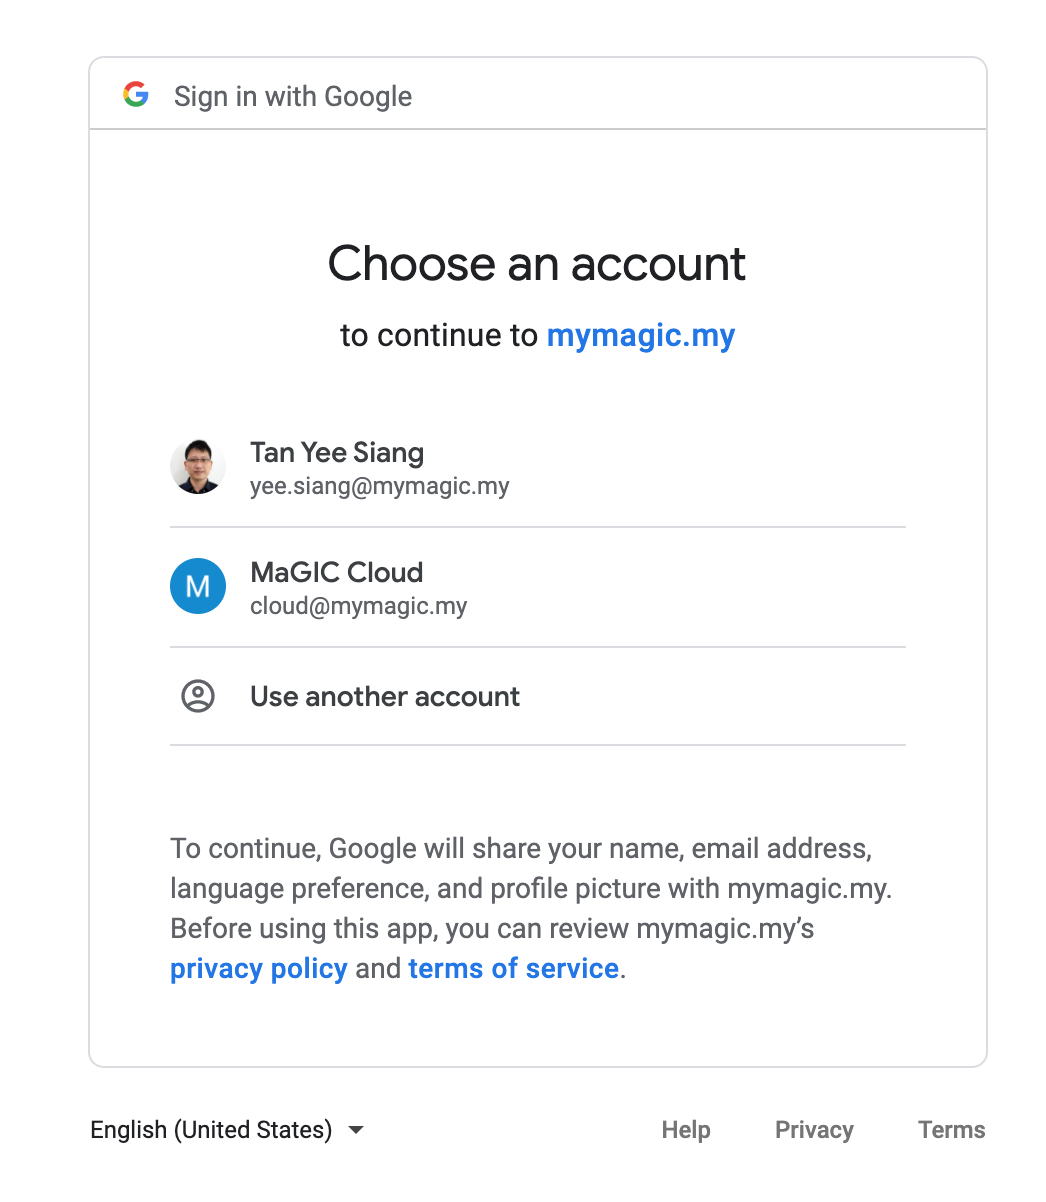 Sign in with Google
Choose an account
to continue to mymagic.my
Tan Yee Siang
yee.siang@mymagic.my
M
MaGIC Cloud
cloud@mymagic.my
Use another account
To continue, Google will share your name, email address,
language preference, and profile picture with mymagic.my.
Before using this app, you can review mymagic.my’s
privacy policy and terms of service.
English (United States)
Help
Privacy
Terms